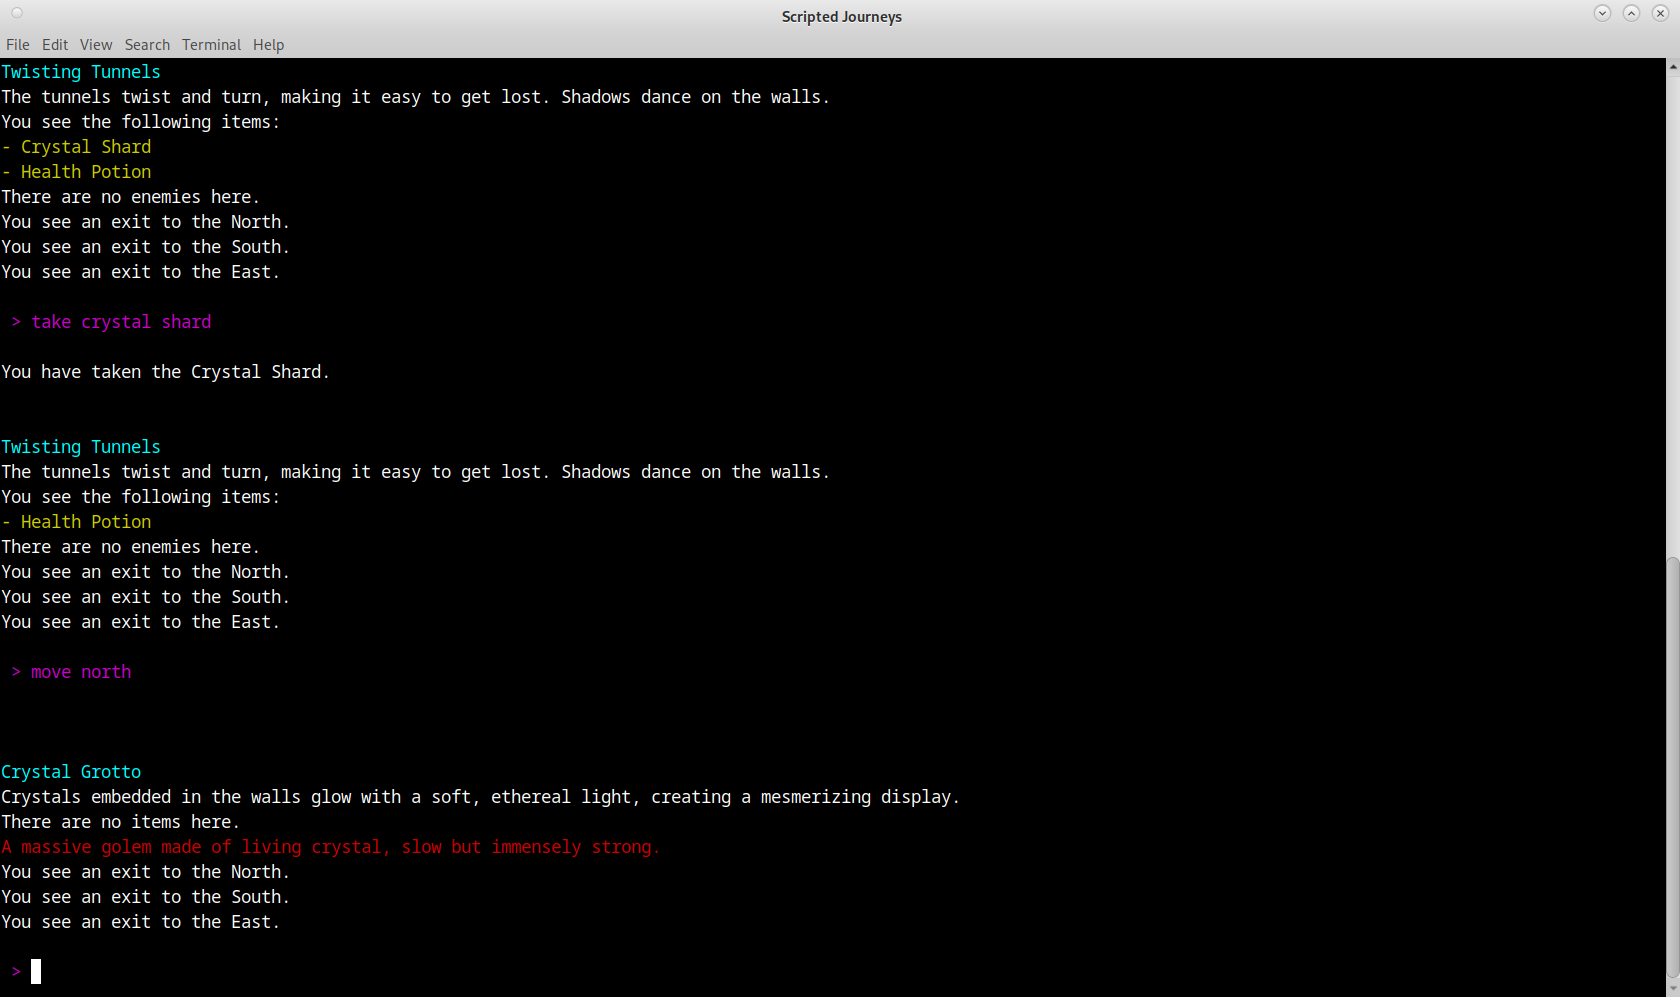 Scripted Journeys
File Edit View Search Terminal Help
Twisting Tunnels
The tunnels twist and turn, making it easy to get lost. Shadows dance on the walls.
You see the following items:
- Crystal Shard
- Health Potion
There are no enemies here.
You see an exit to the North.
You see an exit to the South.
You see an exit to the East.
> take crystal shard
You have taken the Crystal Shard.
Twisting Tunnels
The tunnels twist and turn, making it easy to get lost. Shadows dance on the walls.
You see the following items:
- Health Potion
There are no enemies here.
You see an exit to the North.
You see an exit to the South.
You see an exit to the East.
> move north
Crystal Grotto
Crystals embedded in the walls glow with a soft, ethereal light, creating a mesmerizing display.
There are no items here.
A massive golem made of living crystal, slow but immensely strong.
You see an exit to the North.
You see an exit to the South.
You see an exit to the East.
>